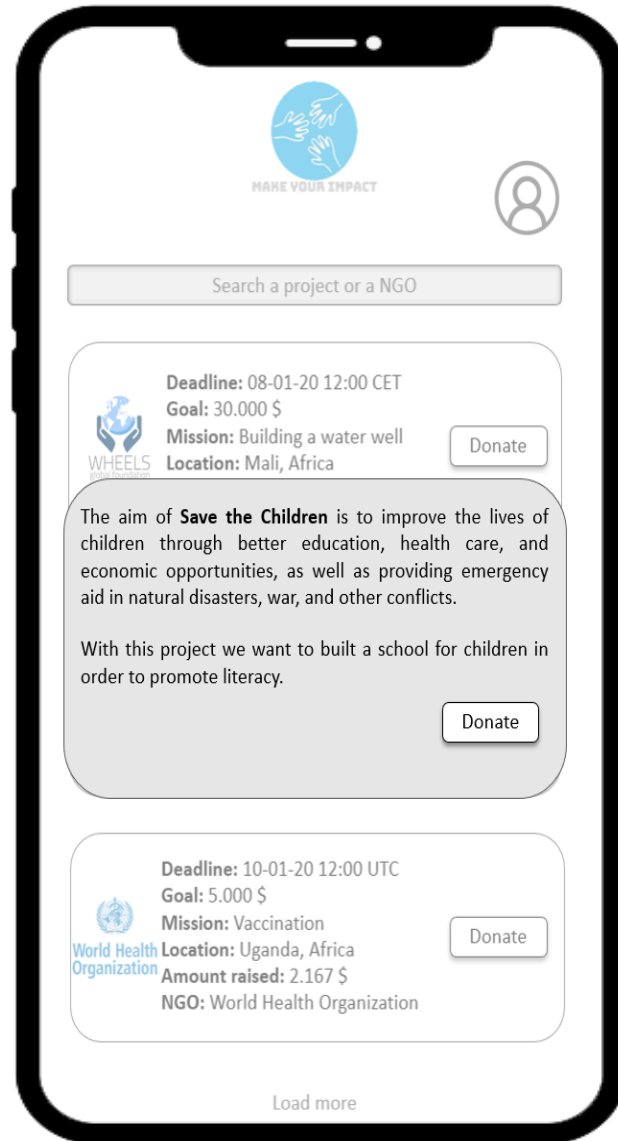 MAKE YOUR IMPACT
Search a project or a NGO
Deadline: 08-01-20 12:00 CET
Goal: 30.000 $
Mission: Building a water well
Location: Mali, Africa
Donate
WHEELS
global foundation
The aim of Save the Children is to improve the lives of
children through better education, health care, and
economic opportunities, as well as providing emergency
aid in natural disasters, war, and other conflicts.
With this project we want to built a school for children in
order to promote literacy.
Donate
Deadline: 10-01-20 12:00 UTC
Goal: 5.000 $
Mission: Vaccination
Location: Uganda, Africa
Amount raised: 2.167 $
NGO: World Health Organization
World Health
Organization
Donate
Load more